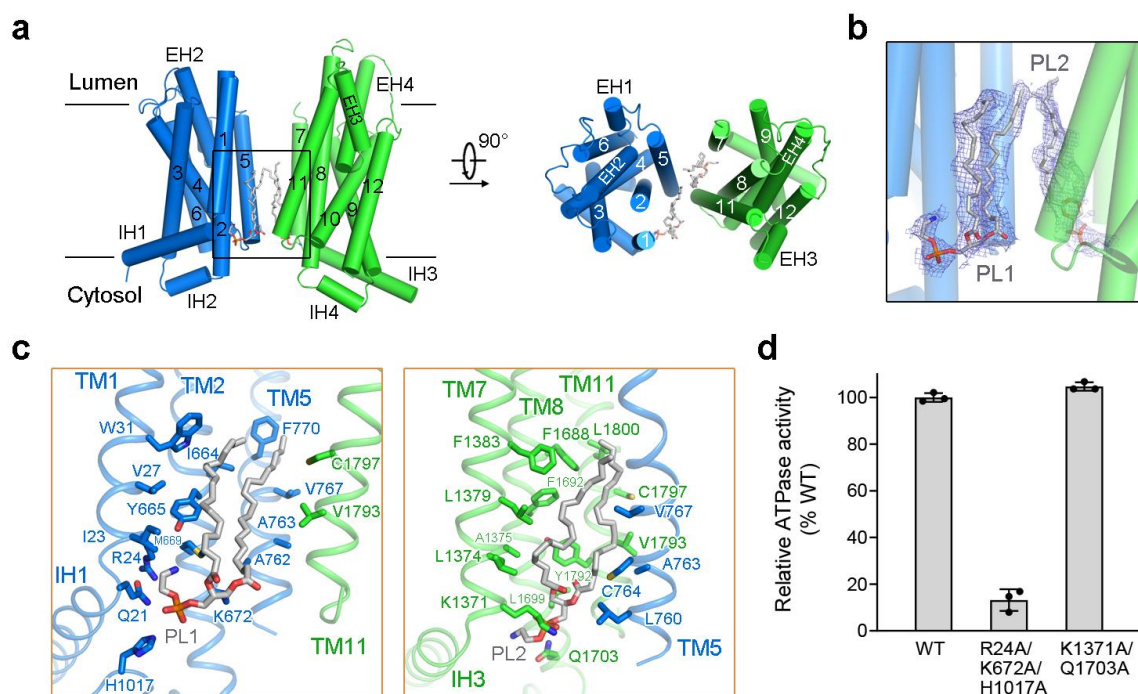 a
Lumen
Cytosol
EH2
EH4
EH3
1
5
7
3
8
11
12
4
6
2
10
9
IH1
IH2
IH3
IH4
90°
EH1
6
7
9
EH4
EH2
4
5
8
2
3
11
12
1
EH3
b
PL2
PL1
c
TM1
TM2
TM5
W31
F770
I664
C1797
V27
V767
Y665
V1793
A763
I23
M669
R24
A762
IH1
Q21
K672
PL1
TM11
H1017
TM7
TM11
TM8
F1383
F1688
L1800
F1692
C1797
L1379
V767
A1375
V1793
L1374
A763
Y1792
C764
L1699
K1371
L760
PL2
Q1703
TM5
IH3
d
Relative ATPase activity
(% WT)
100
80
60
40
20
0
WT
R24A/
K672A/
H1017A
K1371A/
Q1703A